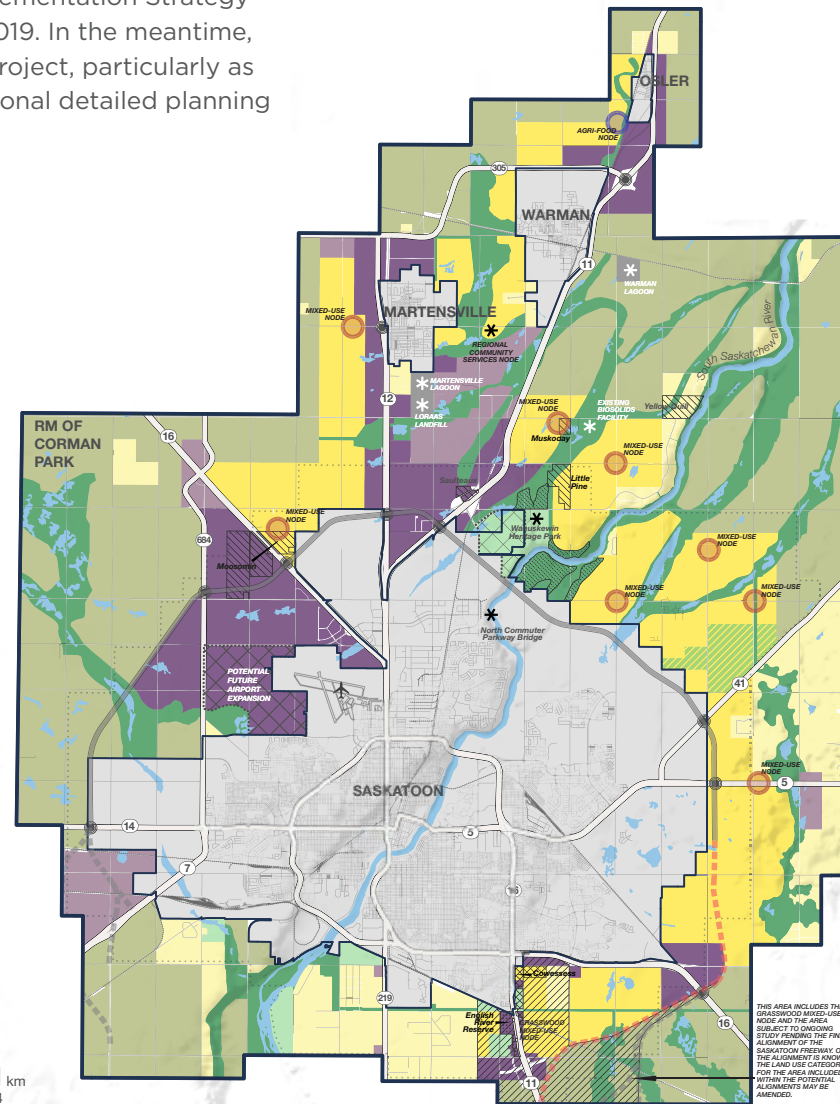 ementation Strategy
2019. In the meantime,
roject, particularly as
onal detailed planning
OSLER
AGRI-FOOD
NODE
305
WARMAN
11
WARMAN
LAGOON
MIXED-USE
NODE
MARTENSVILLE
REGIONAL
COMMUNITY
SERVICES NODE
South Saskatchewan River
MARTENSVILLE
LAGOON
12
LORAAS
LANDFILL
MIXED-USE
NODE
EXISTING
BIOSOLIDS
FACILITY
Yellow Quill
Muskoday
RM OF
CORMAN
PARK
16
MIXED-USE
NODE
Little
Pine
Saulteaux
MIXED-USE
NODE
Wanuskewin
Heritage Park
684
Moosomin
MIXED-USE
NODE
MIXED-USE
NODE
MIXED-USE
NODE
North Commuter
Parkway Bridge
POTENTIAL
FUTURE
AIRPORT
EXPANSION
41
MIXED-USE
NODE
5
SASKATOON
14
5
7
16
Cowessess
219
English
River
Reserve
GRASSWOOD
MIXED-USE
NODE
16
11
THIS AREA INCLUDES TH
GRASSWOOD MIXED-USE
NODE AND THE AREA
SUBJECT TO ONGOING
STUDY PENDING THE FIN
ALIGNMENT OF THE
SASKATOON FREEWAY. O
THE ALIGNMENT IS KNOW
THE LAND USE CATEGOR
FOR THE AREA INCLUDE
WITHIN THE POTENTIAL
ALIGNMENTS MAY BE
AMENDED.
km
4